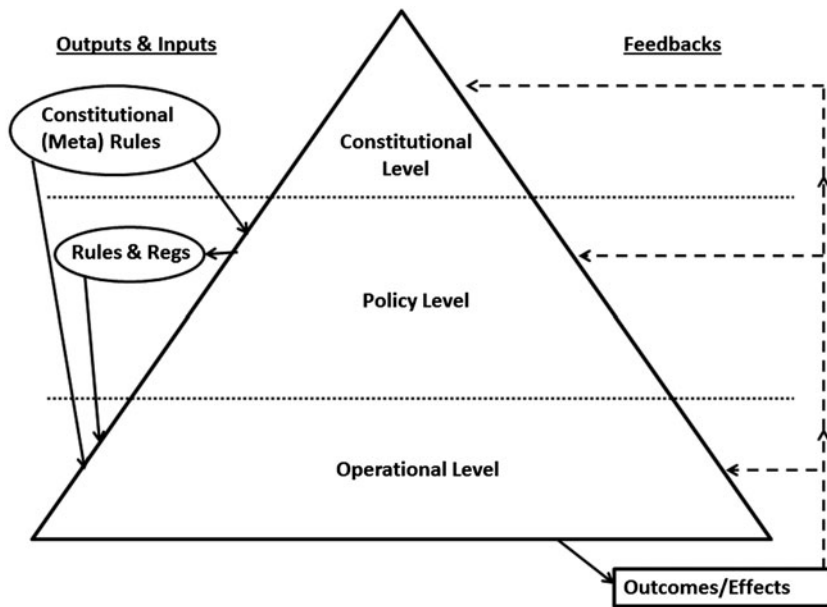 Outputs & Inputs
Feedbacks
Constitutional
(Meta) Rules
Constitutional
Level
Rules & Regs
Policy Level
Operational Level
Outcomes/Effects